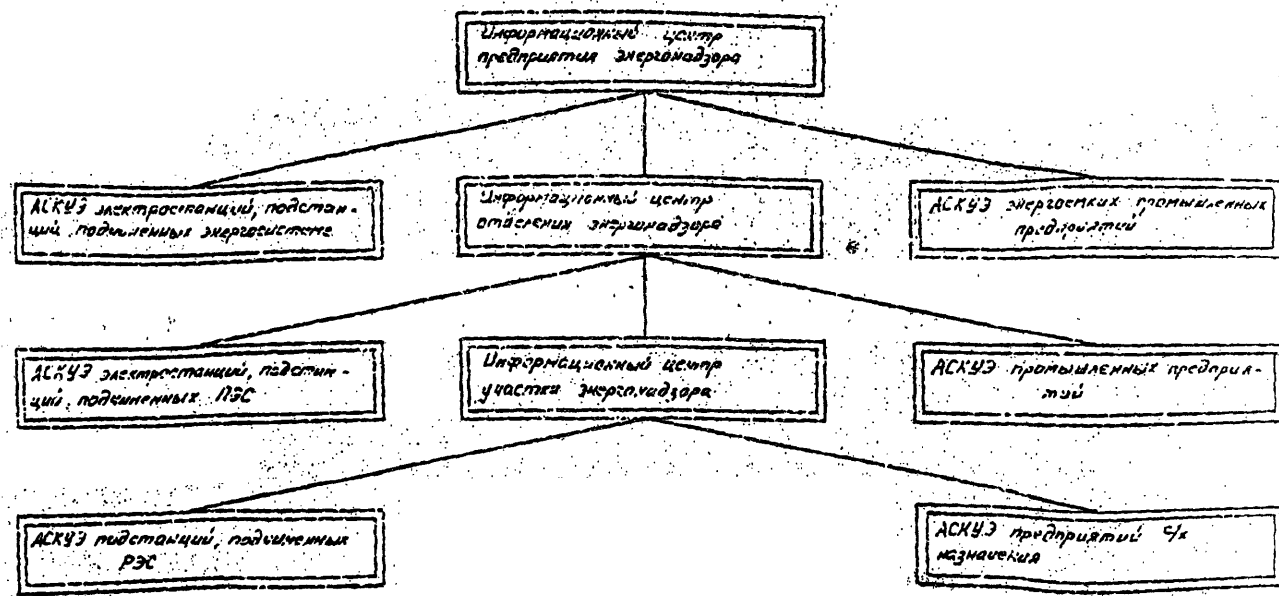 Информационный центр
предприятия энергонадзора
АСКУЭ электростанций, подстан-
ций, подчиненных энергосистеме
Информационный центр
отделения энергонадзора
АСКУЭ энергоемких промышленных
предприятий
АСКУЭ электростанций, подстан-
ций, подчиненных ПЭС
Информационный центр
участка энергонадзора
АСКУЭ промышленных предприя-
тий
АСКУЭ подстанций, подчиненных
РЭС
АСКУЭ предприятий с/х
назначения